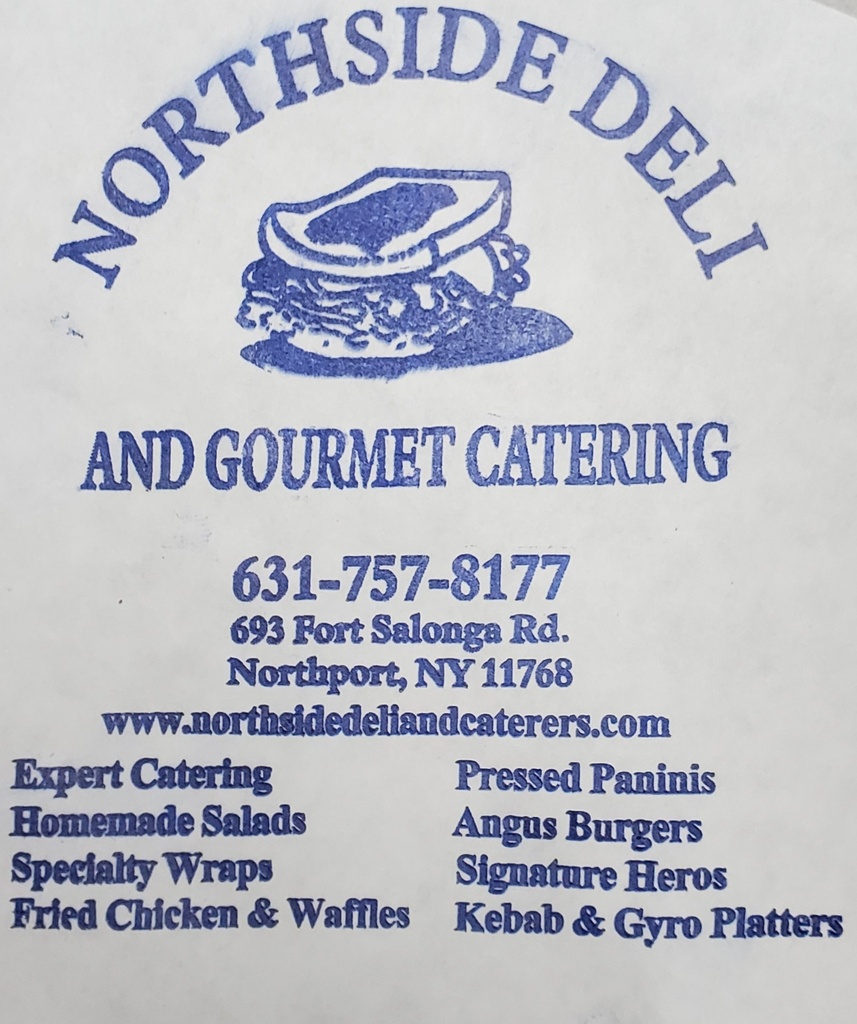 NORTHSIDE DELI
AND GOURMET CATERING
631-757-8177
693 Fort Salonga Rd.
Northport, NY 11768
www.northsidedeliandcaterers.com
Expert Catering
Homemade Salads
Specialty Wraps
Fried Chicken & Waffles
Pressed Paninis
Angus Burgers
Signature Heros
Kebab & Gyro Platters